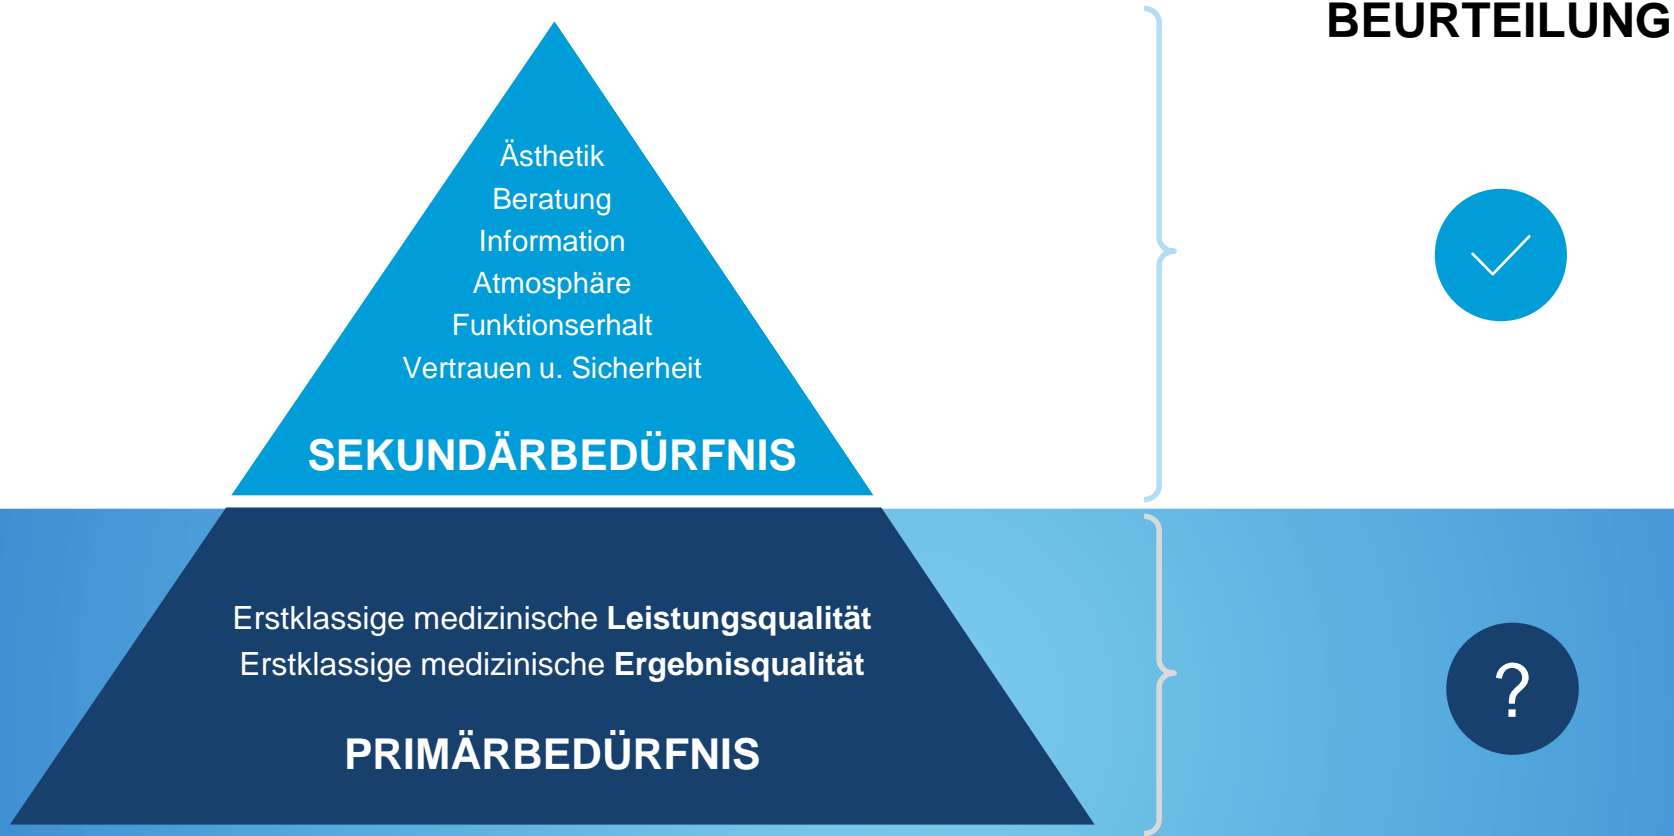 BEURTEILUNG
Ästhetik
Beratung
Information
Atmosphäre
Funktionserhalt
Vertrauen u. Sicherheit
SEKUNDÄRBEDÜRFNIS
Erstklassige medizinische Leistungsqualität
Erstklassige medizinische Ergebnisqualität
?
PRIMÄRBEDÜRFNIS